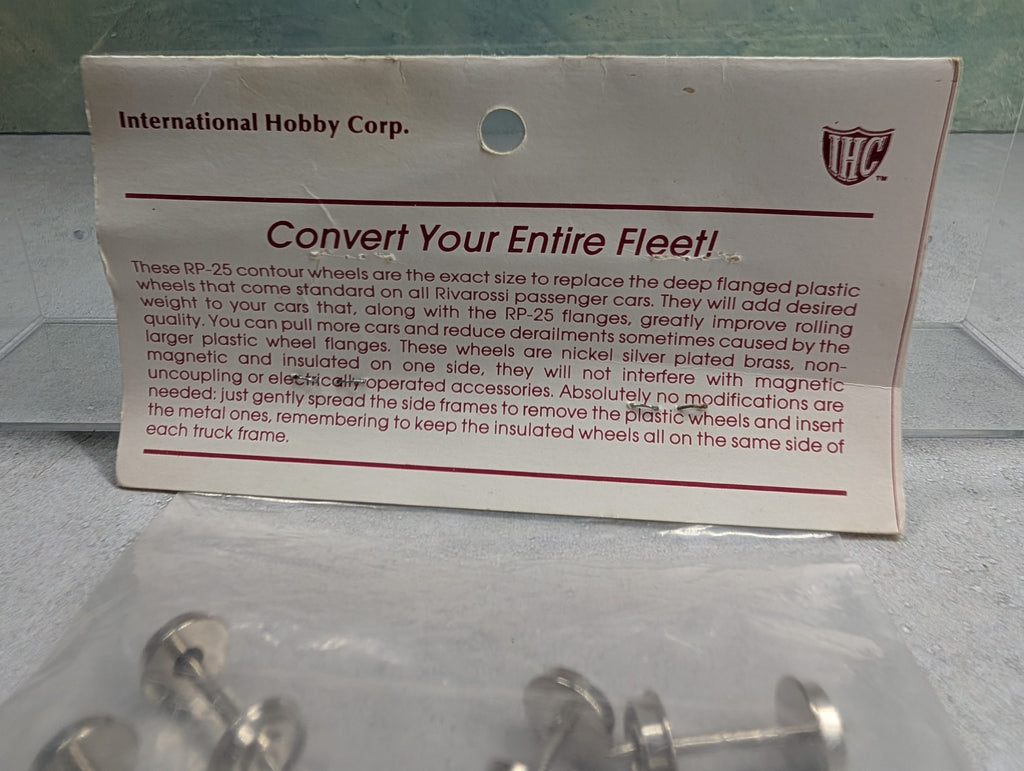 International Hobby Corp.
IHC™
Convert Your Entire Fleet!
These RP-25 contour wheels are the exact size to replace the deep flanged plastic
wheels that come standard on all Rivarossi passenger cars. They will add desired
weight to your cars that, along with the RP-25 flanges, greatly improve rolling
quality. You can pull more cars and reduce derailments sometimes caused by the
larger plastic wheel flanges. These wheels are nickel silver plated brass, non-
magnetic and insulated on one side, they will not interfere with magnetic
uncoupling or electrically operated accessories. Absolutely no modifications are
needed: just gently spread the side frames to remove the plastic wheels and insert
the metal ones, remembering to keep the insulated wheels all on the same side of
each truck frame.